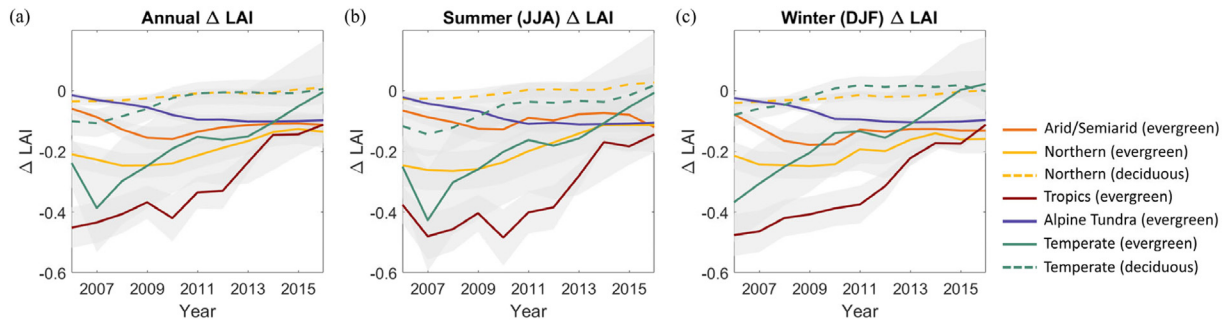 (a) Annual Δ LAI
(b) Summer (JJA) Δ LAI
(c) Winter (DJF) Δ LAI
Δ LAI
0
-0.2
-0.4
-0.6
2007 2009 2011 2013 2015
Year
Δ LAI
0
-0.2
-0.4
-0.6
2007 2009 2011 2013 2015
Year
Δ LAI
0
-0.2
-0.4
-0.6
2007 2009 2011 2013 2015
Year
Arid/Semiarid (evergreen)
Northern (evergreen)
Northern (deciduous)
Tropics (evergreen)
Alpine Tundra (evergreen)
Temperate (evergreen)
Temperate (deciduous)